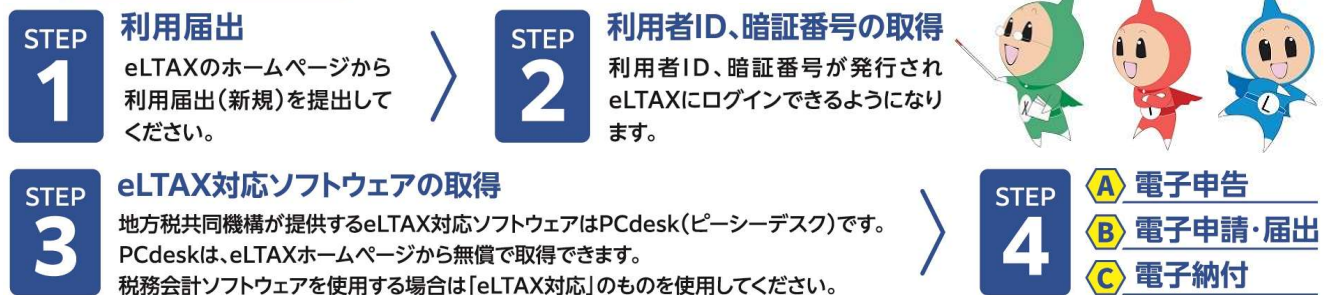 STEP
1
利用届出
eLTAXのホームページから
利用届出(新規)を提出して
ください。
STEP
2
利用者ID、暗証番号の取得
利用者ID、暗証番号が発行され
eLTAXにログインできるようになり
ます。
X
L
STEP
3
eLTAX対応ソフトウェアの取得
地方税共同機構が提供するeLTAX対応ソフトウェアはPCdesk(ピーシーデスク)です。
PCdeskは、eLTAXホームページから無償で取得できます。
税務会計ソフトウェアを使用する場合は「eLTAX対応」のものを使用してください。
STEP
4
A 電子申告
B 電子申請・届出
C 電子納付